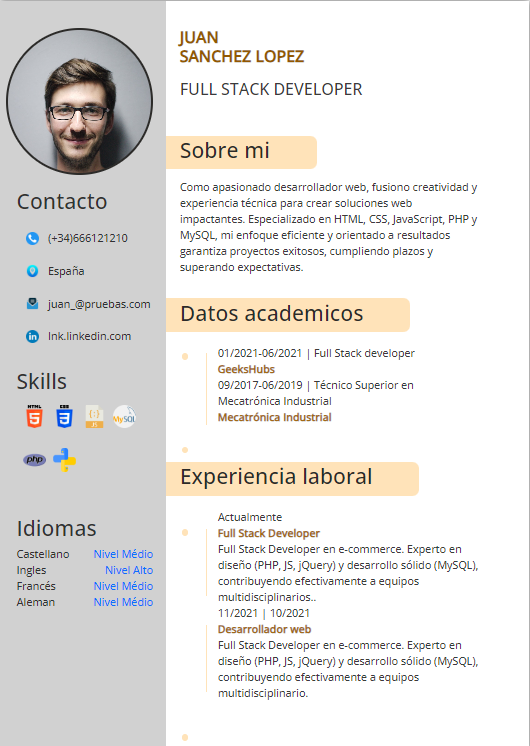 JUAN
SANCHEZ LOPEZ
FULL STACK DEVELOPER
Contacto
(+34)666121210
España
juan_@pruebas.com
lnk.linkedin.com
Skills
HTML
5
CSS
3
JS
MySQL
php
Idiomas
Castellano Nivel Médio
Ingles Nivel Alto
Francés Nivel Médio
Aleman Nivel Médio
Sobre mi
Como apasionado desarrollador web, fusiono creatividad y
experiencia técnica para crear soluciones web
impactantes. Especializado en HTML, CSS, JavaScript, PHP y
MySQL, mi enfoque eficiente y orientado a resultados
garantiza proyectos exitosos, cumpliendo plazos y
superando expectativas.
Datos academicos
01/2021-06/2021 | Full Stack developer
GeeksHubs
09/2017-06/2019 | Técnico Superior en
Mecatrónica Industrial
Mecatrónica Industrial
Experiencia laboral
Actualmente
Full Stack Developer
Full Stack Developer en e-commerce. Experto en
diseño (PHP, JS, jQuery) y desarrollo sólido (MySQL),
contribuyendo efectivamente a equipos
multidisciplinarios..
11/2021 | 10/2021
Desarrollador web
Full Stack Developer en e-commerce. Experto en
diseño (PHP, JS, jQuery) y desarrollo sólido (MySQL),
contribuyendo efectivamente a equipos
multidisciplinario.